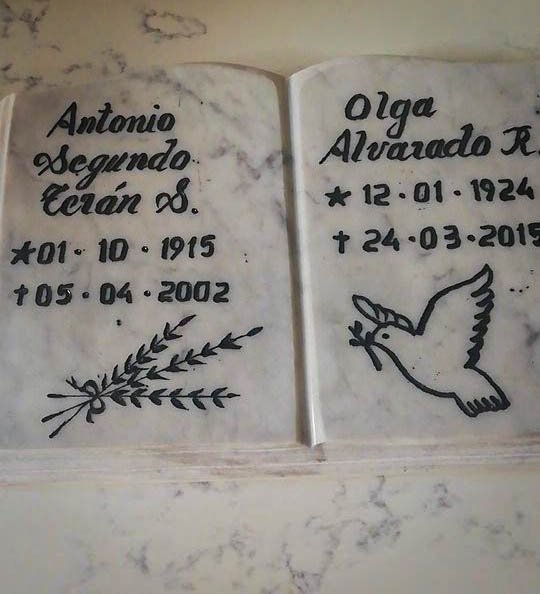 Antonio
Segundo
Terán S.
★01·10·1915
✝05·04·2002
Olga
Alvarado R.
★12·01·1924
✝24·03·2015